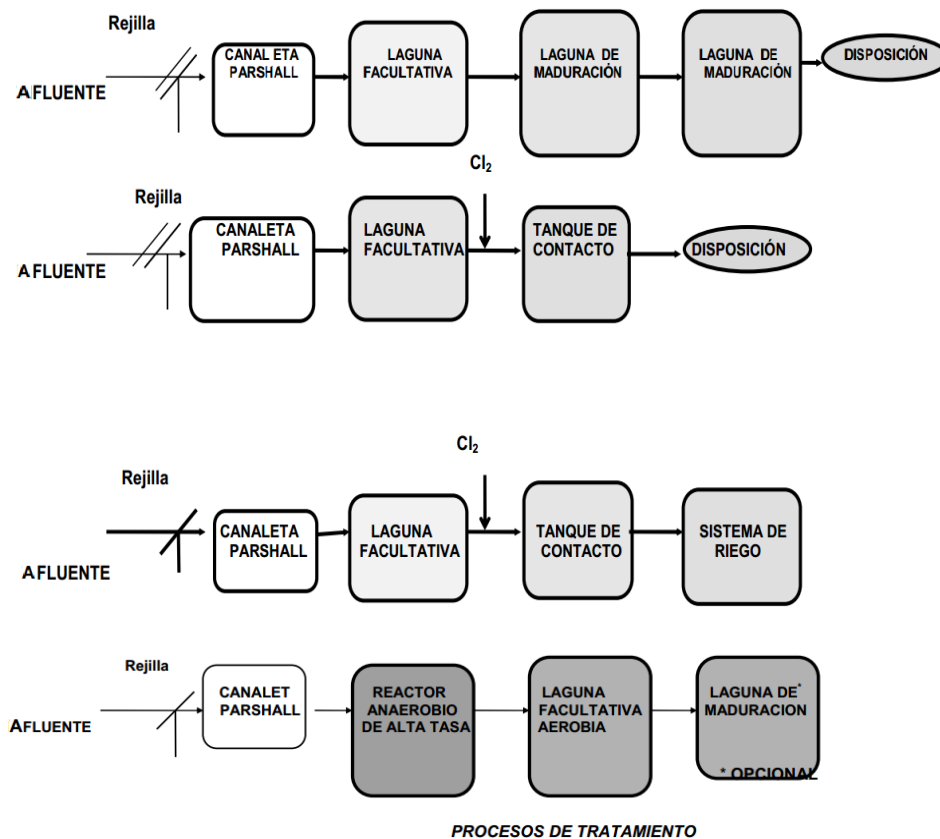 Rejilla
AFLUENTE
CANALETA
PARSHALL
LAGUNA
FACULTATIVA
LAGUNA DE
MADURACIÓN
LAGUNA DE
MADURACIÓN
DISPOSICIÓN
Rejilla
AFLUENTE
CANALETA
PARSHALL
LAGUNA
FACULTATIVA
Cl₂
TANQUE DE
CONTACTO
DISPOSICIÓN
Rejilla
AFLUENTE
CANALETA
PARSHALL
LAGUNA
FACULTATIVA
Cl₂
TANQUE DE
CONTACTO
SISTEMA DE
RIEGO
Rejilla
AFLUENTE
CANALET
PARSHALL
REACTOR
ANAEROBIO
DE ALTA TASA
LAGUNA
FACULTATIVA
AEROBIA
LAGUNA DE*
MADURACION
* OPCIONAL
PROCESOS DE TRATAMIENTO